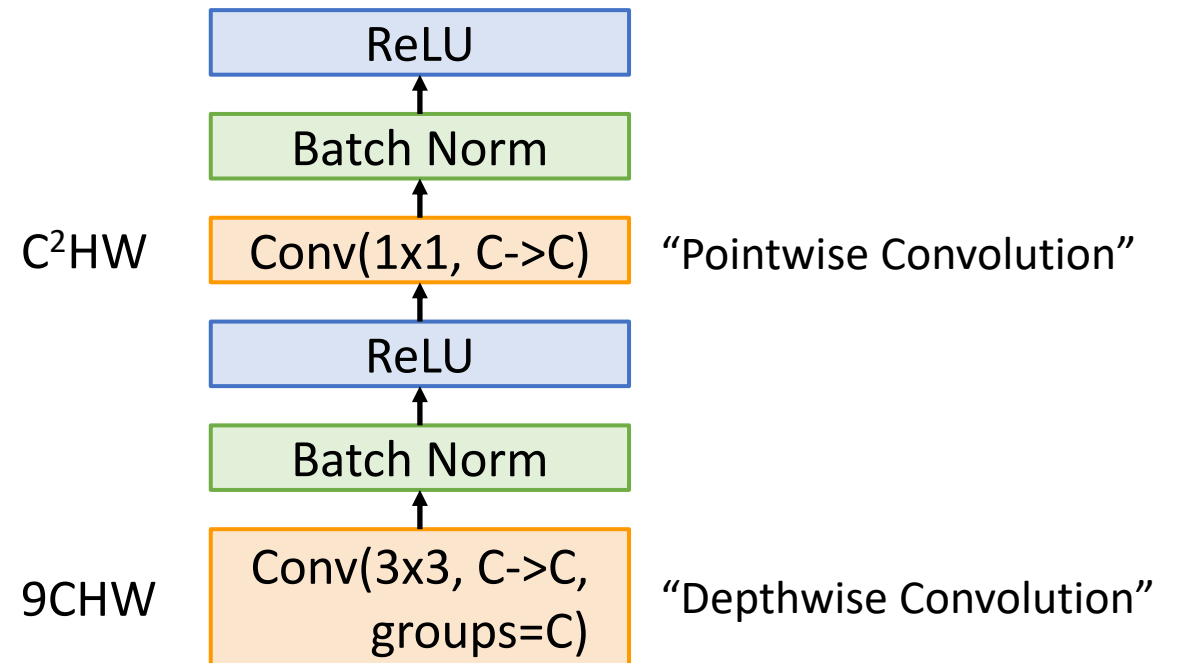 ReLU
Batch Norm
C²HW
Conv(1x1, C->C)
“Pointwise Convolution”
ReLU
Batch Norm
9CHW
Conv(3x3, C->C,
groups=C)
“Depthwise Convolution”